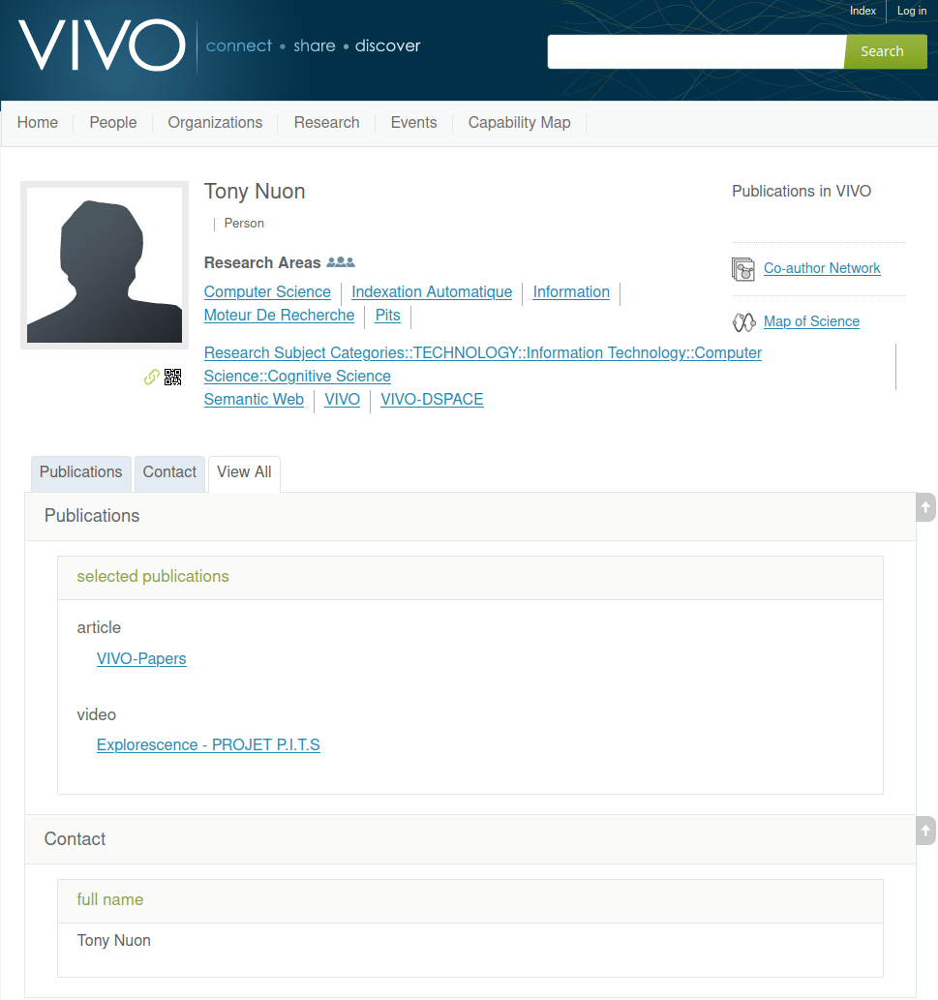 Index Log in
VIVO connect • share • discover
Search
Home People Organizations Research Events Capability Map
Tony Nuon
Person
Publications in VIVO
Research Areas
Co-author Network
Computer Science Indexation Automatique Information
Moteur De Recherche Pits
Map of Science
Research Subject Categories::TECHNOLOGY::Information Technology::Computer
Science::Cognitive Science
Semantic Web VIVO VIVO-DSPACE
Publications Contact View All
Publications
selected publications
article
VIVO-Papers
video
Explorescence - PROJET P.I.T.S
Contact
full name
Tony Nuon